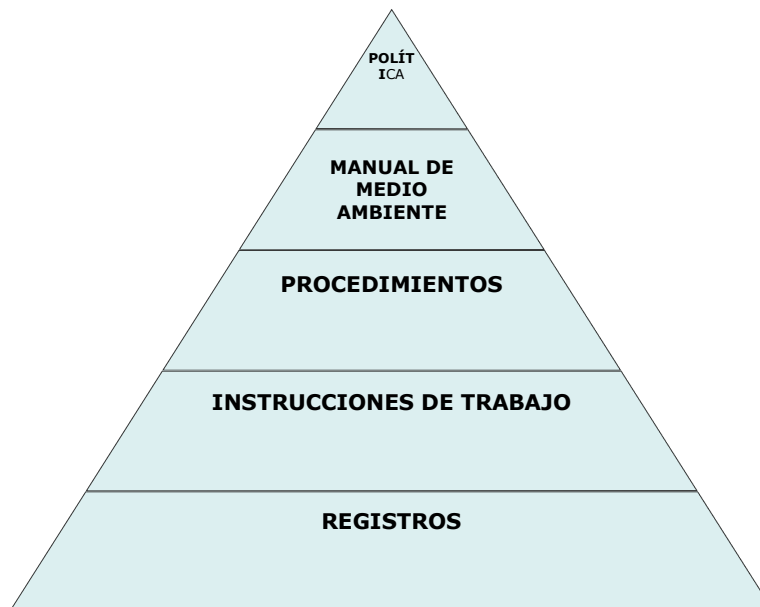 POLÍT
ICA
MANUAL DE
MEDIO
AMBIENTE
PROCEDIMIENTOS
INSTRUCCIONES DE TRABAJO
REGISTROS